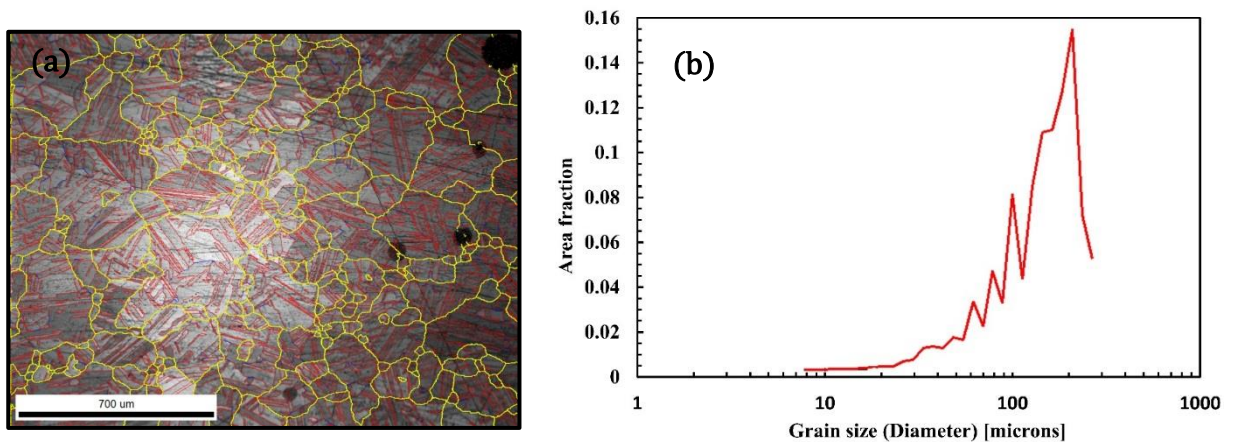 (a)
700 um
(b)
Area fraction
0.16
0.14
0.12
0.1
0.08
0.06
0.04
0.02
0
1 10 100 1000
Grain size (Diameter) [microns]